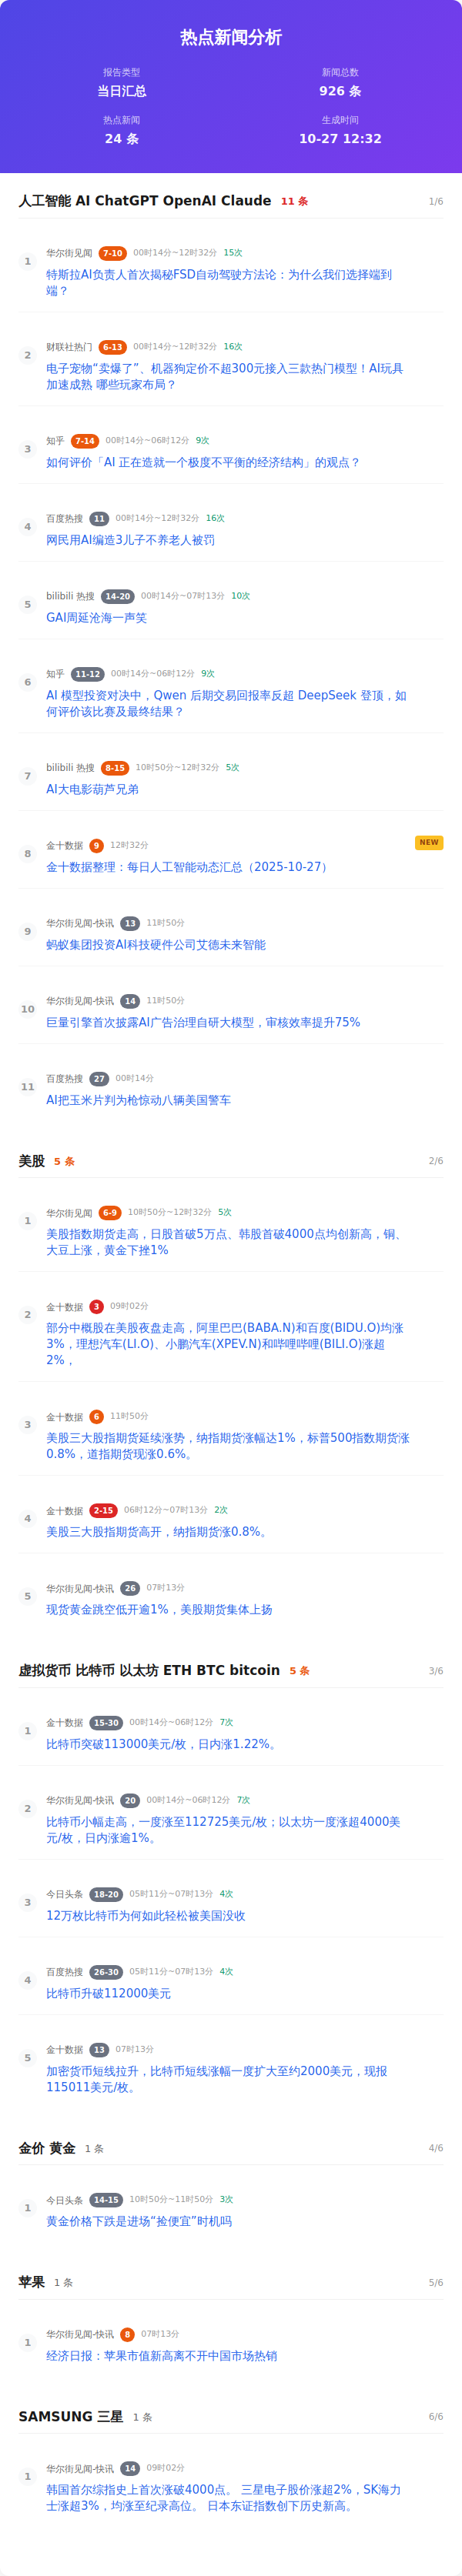 热点新闻分析
报告类型
新闻总数
当日汇总
926 条
热点新闻
生成时间
24 条
10-27 12:32
人工智能 AI ChatGPT OpenAI Claude 11 条 1/6
1 华尔街见闻 7-10 00时14分~12时32分 15次
特斯拉AI负责人首次揭秘FSD自动驾驶方法论：为什么我们选择端到
端？
2 财联社热门 6-13 00时14分~12时32分 16次
电子宠物“卖爆了”、机器狗定价不超300元接入三款热门模型！AI玩具
加速成熟 哪些玩家布局？
3 知乎 7-14 00时14分~06时12分 9次
如何评价「AI 正在造就一个极度不平衡的经济结构」的观点？
4 百度热搜 11 00时14分~12时32分 16次
网民用AI编造3儿子不养老人被罚
5 bilibili 热搜 14-20 00时14分~07时13分 10次
GAI周延沧海一声笑
6 知乎 11-12 00时14分~06时12分 9次
AI 模型投资对决中，Qwen 后期交易回报率反超 DeepSeek 登顶，如
何评价该比赛及最终结果？
7 bilibili 热搜 8-15 10时50分~12时32分 5次
AI大电影葫芦兄弟
8 金十数据 9 12时32分 NEW
金十数据整理：每日人工智能动态汇总（2025-10-27）
9 华尔街见闻-快讯 13 11时50分
蚂蚁集团投资AI科技硬件公司艾德未来智能
10 华尔街见闻-快讯 14 11时50分
巨量引擎首次披露AI广告治理自研大模型，审核效率提升75%
11 百度热搜 27 00时14分
AI把玉米片判为枪惊动八辆美国警车
美股 5 条 2/6
1 华尔街见闻 6-9 10时50分~12时32分 5次
美股指数期货走高，日股首破5万点、韩股首破4000点均创新高，铜、
大豆上涨，黄金下挫1%
2 金十数据 3 09时02分
部分中概股在美股夜盘走高，阿里巴巴(BABA.N)和百度(BIDU.O)均涨
3%，理想汽车(LI.O)、小鹏汽车(XPEV.N)和哔哩哔哩(BILI.O)涨超
2%，
3 金十数据 6 11时50分
美股三大股指期货延续涨势，纳指期货涨幅达1%，标普500指数期货涨
0.8%，道指期货现涨0.6%。
4 金十数据 2-15 06时12分~07时13分 2次
美股三大股指期货高开，纳指期货涨0.8%。
5 华尔街见闻-快讯 26 07时13分
现货黄金跳空低开逾1%，美股期货集体上扬
虚拟货币 比特币 以太坊 ETH BTC bitcoin 5 条 3/6
1 金十数据 15-30 00时14分~06时12分 7次
比特币突破113000美元/枚，日内涨1.22%。
2 华尔街见闻-快讯 20 00时14分~06时12分 7次
比特币小幅走高，一度涨至112725美元/枚；以太坊一度涨超4000美
元/枚，日内涨逾1%。
3 今日头条 18-20 05时11分~07时13分 4次
12万枚比特币为何如此轻松被美国没收
4 百度热搜 26-30 05时11分~07时13分 4次
比特币升破112000美元
5 金十数据 13 07时13分
加密货币短线拉升，比特币短线涨幅一度扩大至约2000美元，现报
115011美元/枚。
金价 黄金 1 条 4/6
1 今日头条 14-15 10时50分~11时50分 3次
黄金价格下跌是进场“捡便宜”时机吗
苹果 1 条 5/6
1 华尔街见闻-快讯 8 07时13分
经济日报：苹果市值新高离不开中国市场热销
SAMSUNG 三星 1 条 6/6
1 华尔街见闻-快讯 14 09时02分
韩国首尔综指史上首次涨破4000点。 三星电子股价涨超2%，SK海力
士涨超3%，均涨至纪录高位。 日本东证指数创下历史新高。